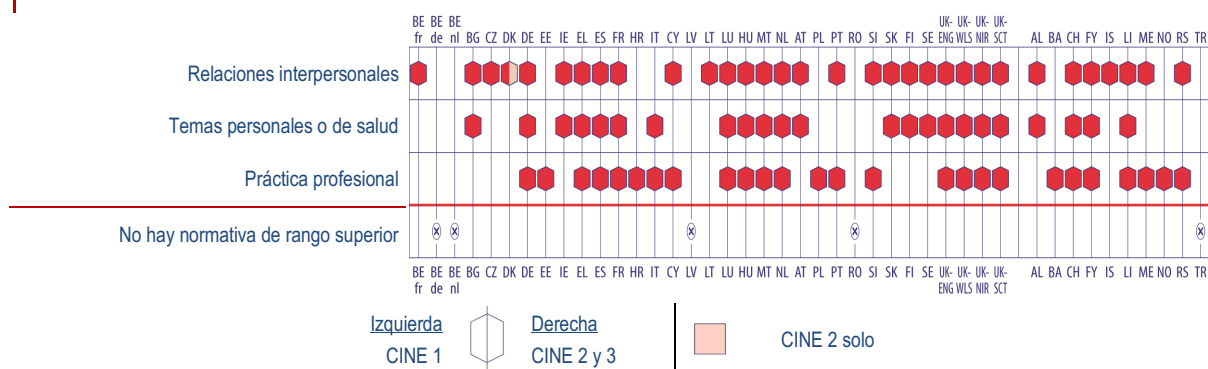 BE BE BE UK- UK- UK- UK-
fr de nl BG CZ DK DE EE IE EL ES FR HR IT CY LV LT LU HU MT NL AT PL PT RO SI SK FI SE ENG WLS NIR SCT AL BA CH FY IS LI ME NO RS TR
Relaciones interpersonales
Temas personales o de salud
Práctica profesional
No hay normativa de rango superior x x x x x
BE BE BE BG CZ DK DE EE IE EL ES FR HR IT CY LV LT LU HU MT NL AT PL PT RO SI SK FI SE UK- UK- UK- UK- AL BA CH FY IS LI ME NO RS TR
fr de nl ENG WLS NIR SCT
Izquierda Derecha
CINE 2 solo
CINE 1 CINE 2 y 3